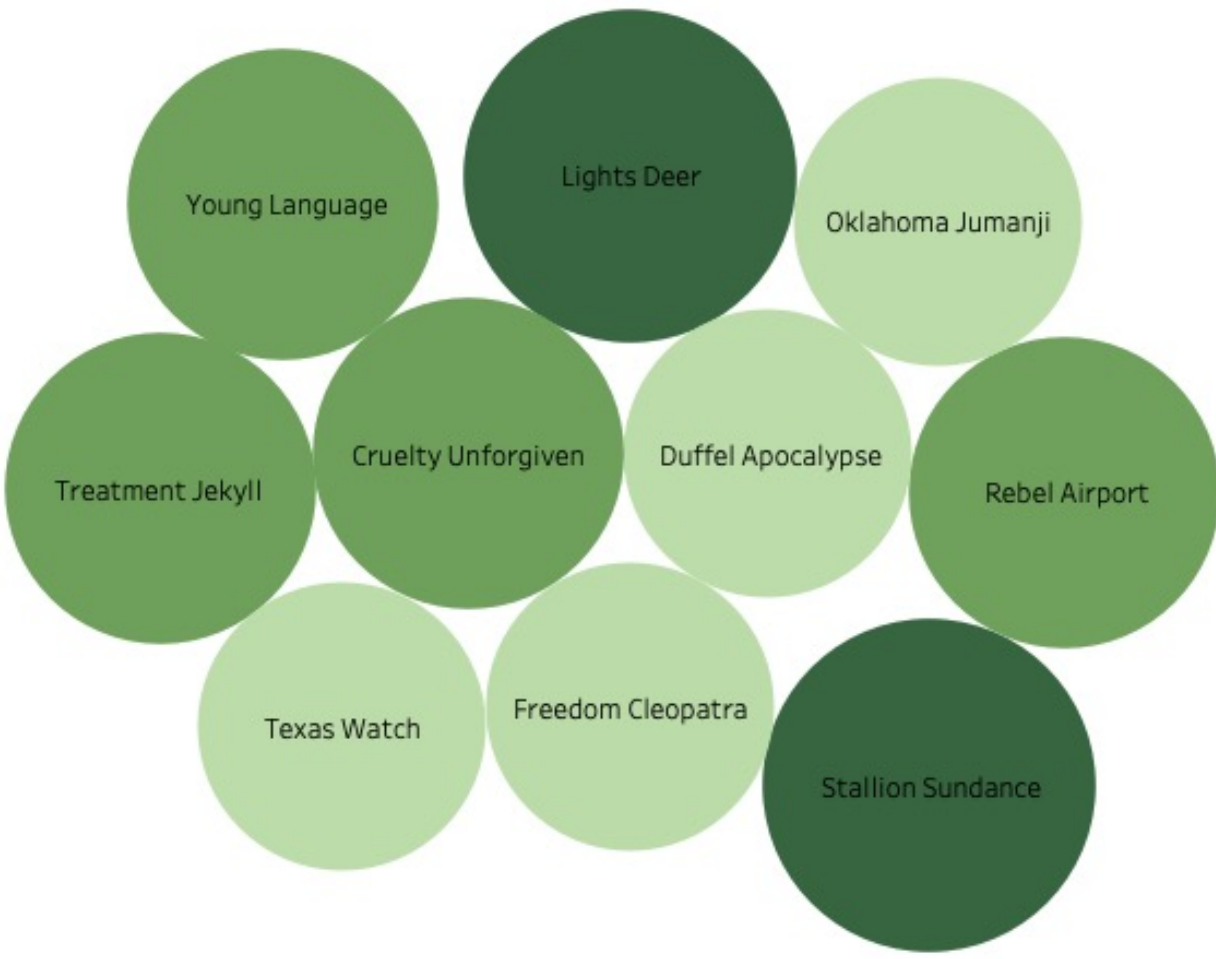 Lights Deer
Young Language
Oklahoma Jumanji
Cruelty Unforgiven
Duffel Apocalypse
Treatment Jekyll
Rebel Airport
Freedom Cleopatra
Texas Watch
Stallion Sundance